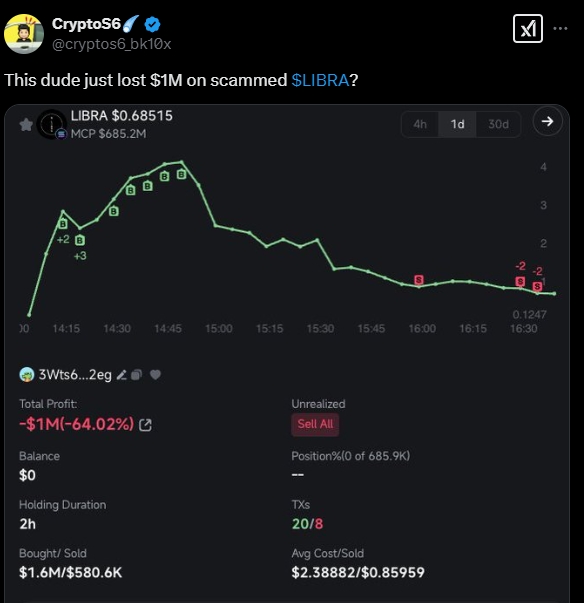 CryptoS6
@cryptos6_bk10x
This dude just lost $1M on scammed $LIBRA?
LIBRA $0.68515
MCP $685.2M
4h 1d 30d
4
3
2
1
0.1247
B
B
B
B
B
B
B
+2
+3
S
-2
S
-2
S
:00 14:15 14:30 14:45 15:00 15:15 15:30 15:45 16:00 16:15 16:30
3Wts6...2eg
Total Profit: Unrealized
-$1M(-64.02%) Sell All
Balance Position%(0 of 685.9K)
$0 --
Holding Duration TXs
2h 20/8
Bought/ Sold Avg Cost/Sold
$1.6M/$580.6K $2.38882/$0.85959